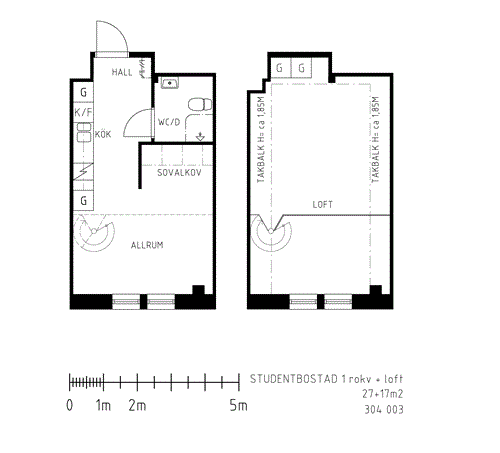 HALL
G
K/F
KÖK
WC/D
SOVALKOV
G
ALLRUM
G G
TAKBALK H= ca 1,85M
TAKBALK H= ca 1,85M
LOFT
0 1m 2m 5m
STUDENTBOSTAD 1 rokv + loft
27+17m2
304 003